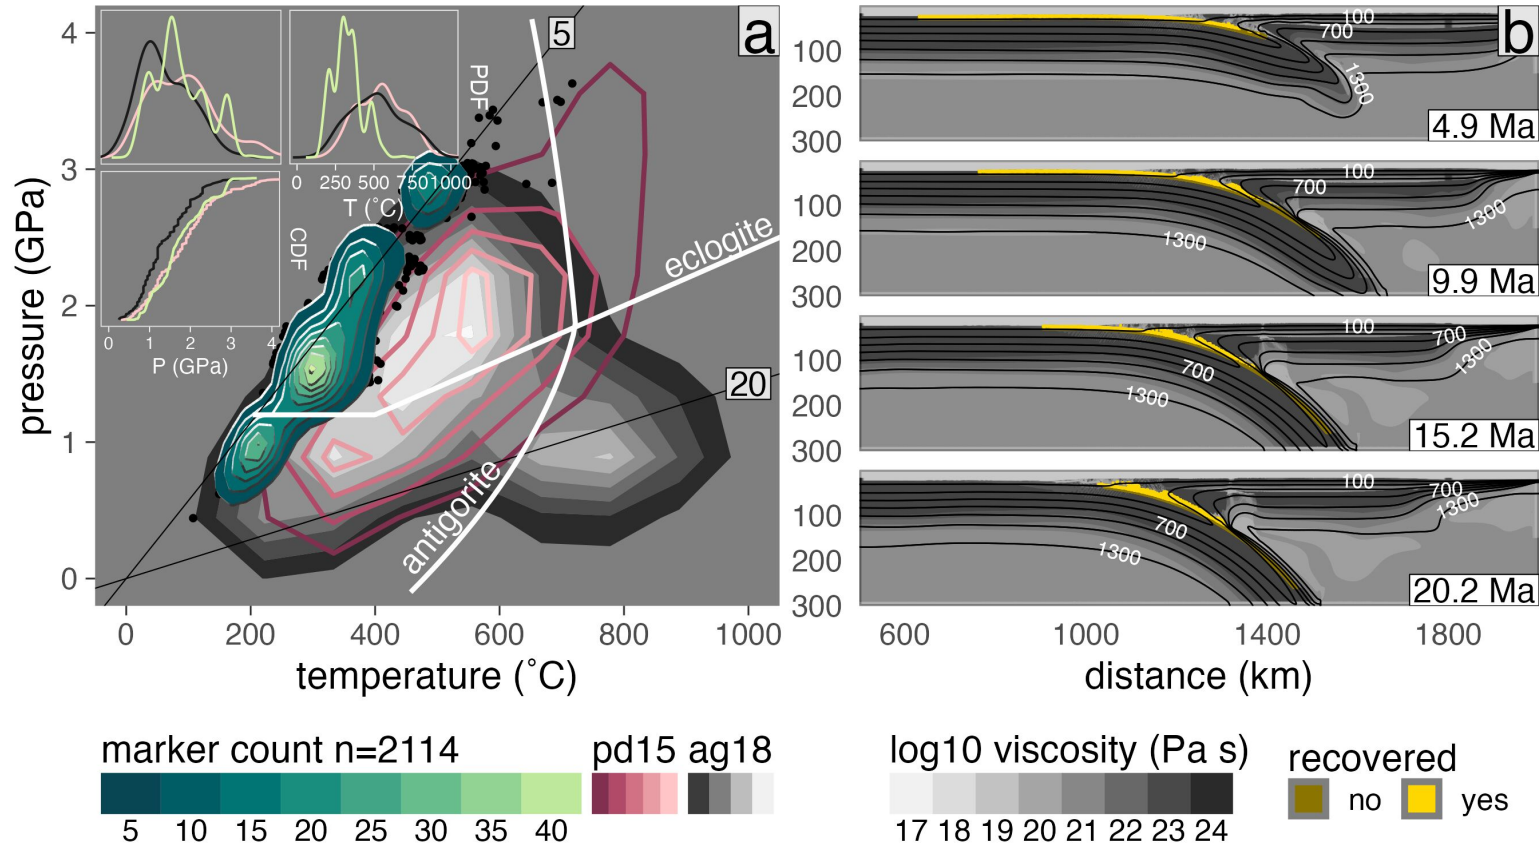 a
5
PDF
0 250 500 750 1000
T (˚C)
CDF
0 1 2 3 4
P (GPa)
eclogite
20
antigorite
4
3
2
1
0
pressure (GPa)
0 200 400 600 800 1000
temperature (˚C)
b
100
700
1300
100
200
300
4.9 Ma
100
700
1300
1300
100
200
300
9.9 Ma
100
700
1300
700
1300
100
200
300
15.2 Ma
100
700
1300
700
1300
100
200
300
20.2 Ma
600 1000 1400 1800
distance (km)
marker count n=2114
5 10 15 20 25 30 35 40
pd15 ag18
log10 viscosity (Pa s)
17 18 19 20 21 22 23 24
recovered
no yes